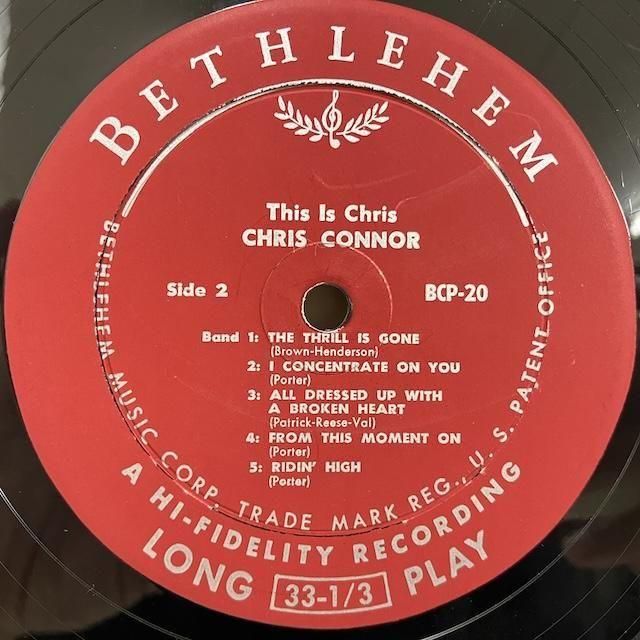 BETHLEHEM
This Is Chris
CHRIS CONNOR
Side 2 BCP-20
Band 1: THE THRILL IS GONE
(Brown-Henderson)
2: I CONCENTRATE ON YOU
(Porter)
3: ALL DRESSED UP WITH
A BROKEN HEART
(Patrick-Reese-Val)
4: FROM THIS MOMENT ON
(Porter)
5: RIDIN' HIGH
(Porter)
BETHLEHEM MUSIC CORP. TRADE MARK REG., U. S. PATENT OFFICE
A HI-FIDELITY RECORDING
LONG 33-1/3 PLAY